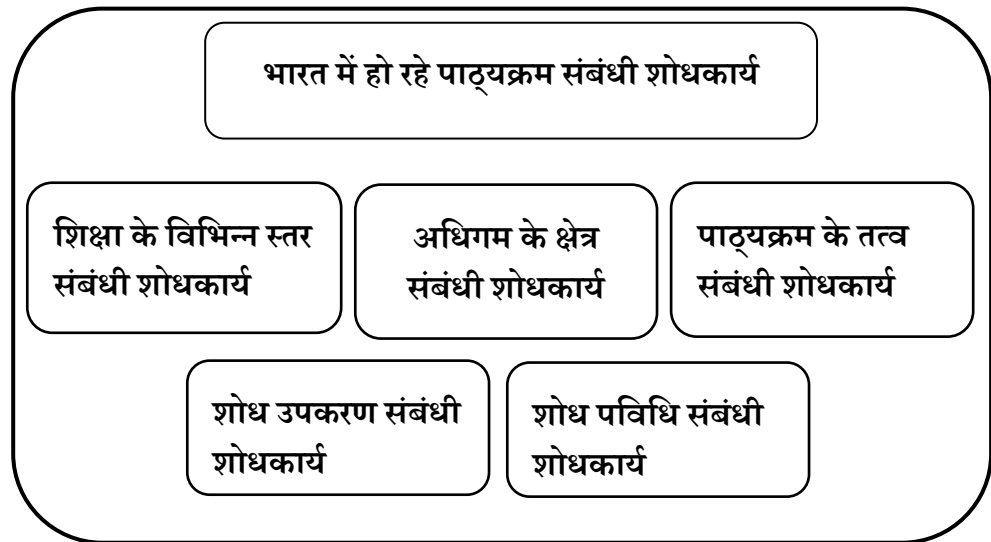 भारत में हो रहे पाठ्यक्रम संबंधी शोधकार्य
शिक्षा के विभिन्न स्तर
संबंधी शोधकार्य
अधिगम के क्षेत्र
संबंधी शोधकार्य
पाठ्यक्रम के तत्व
संबंधी शोधकार्य
शोध उपकरण संबंधी
शोधकार्य
शोध पविधि संबंधी
शोधकार्य